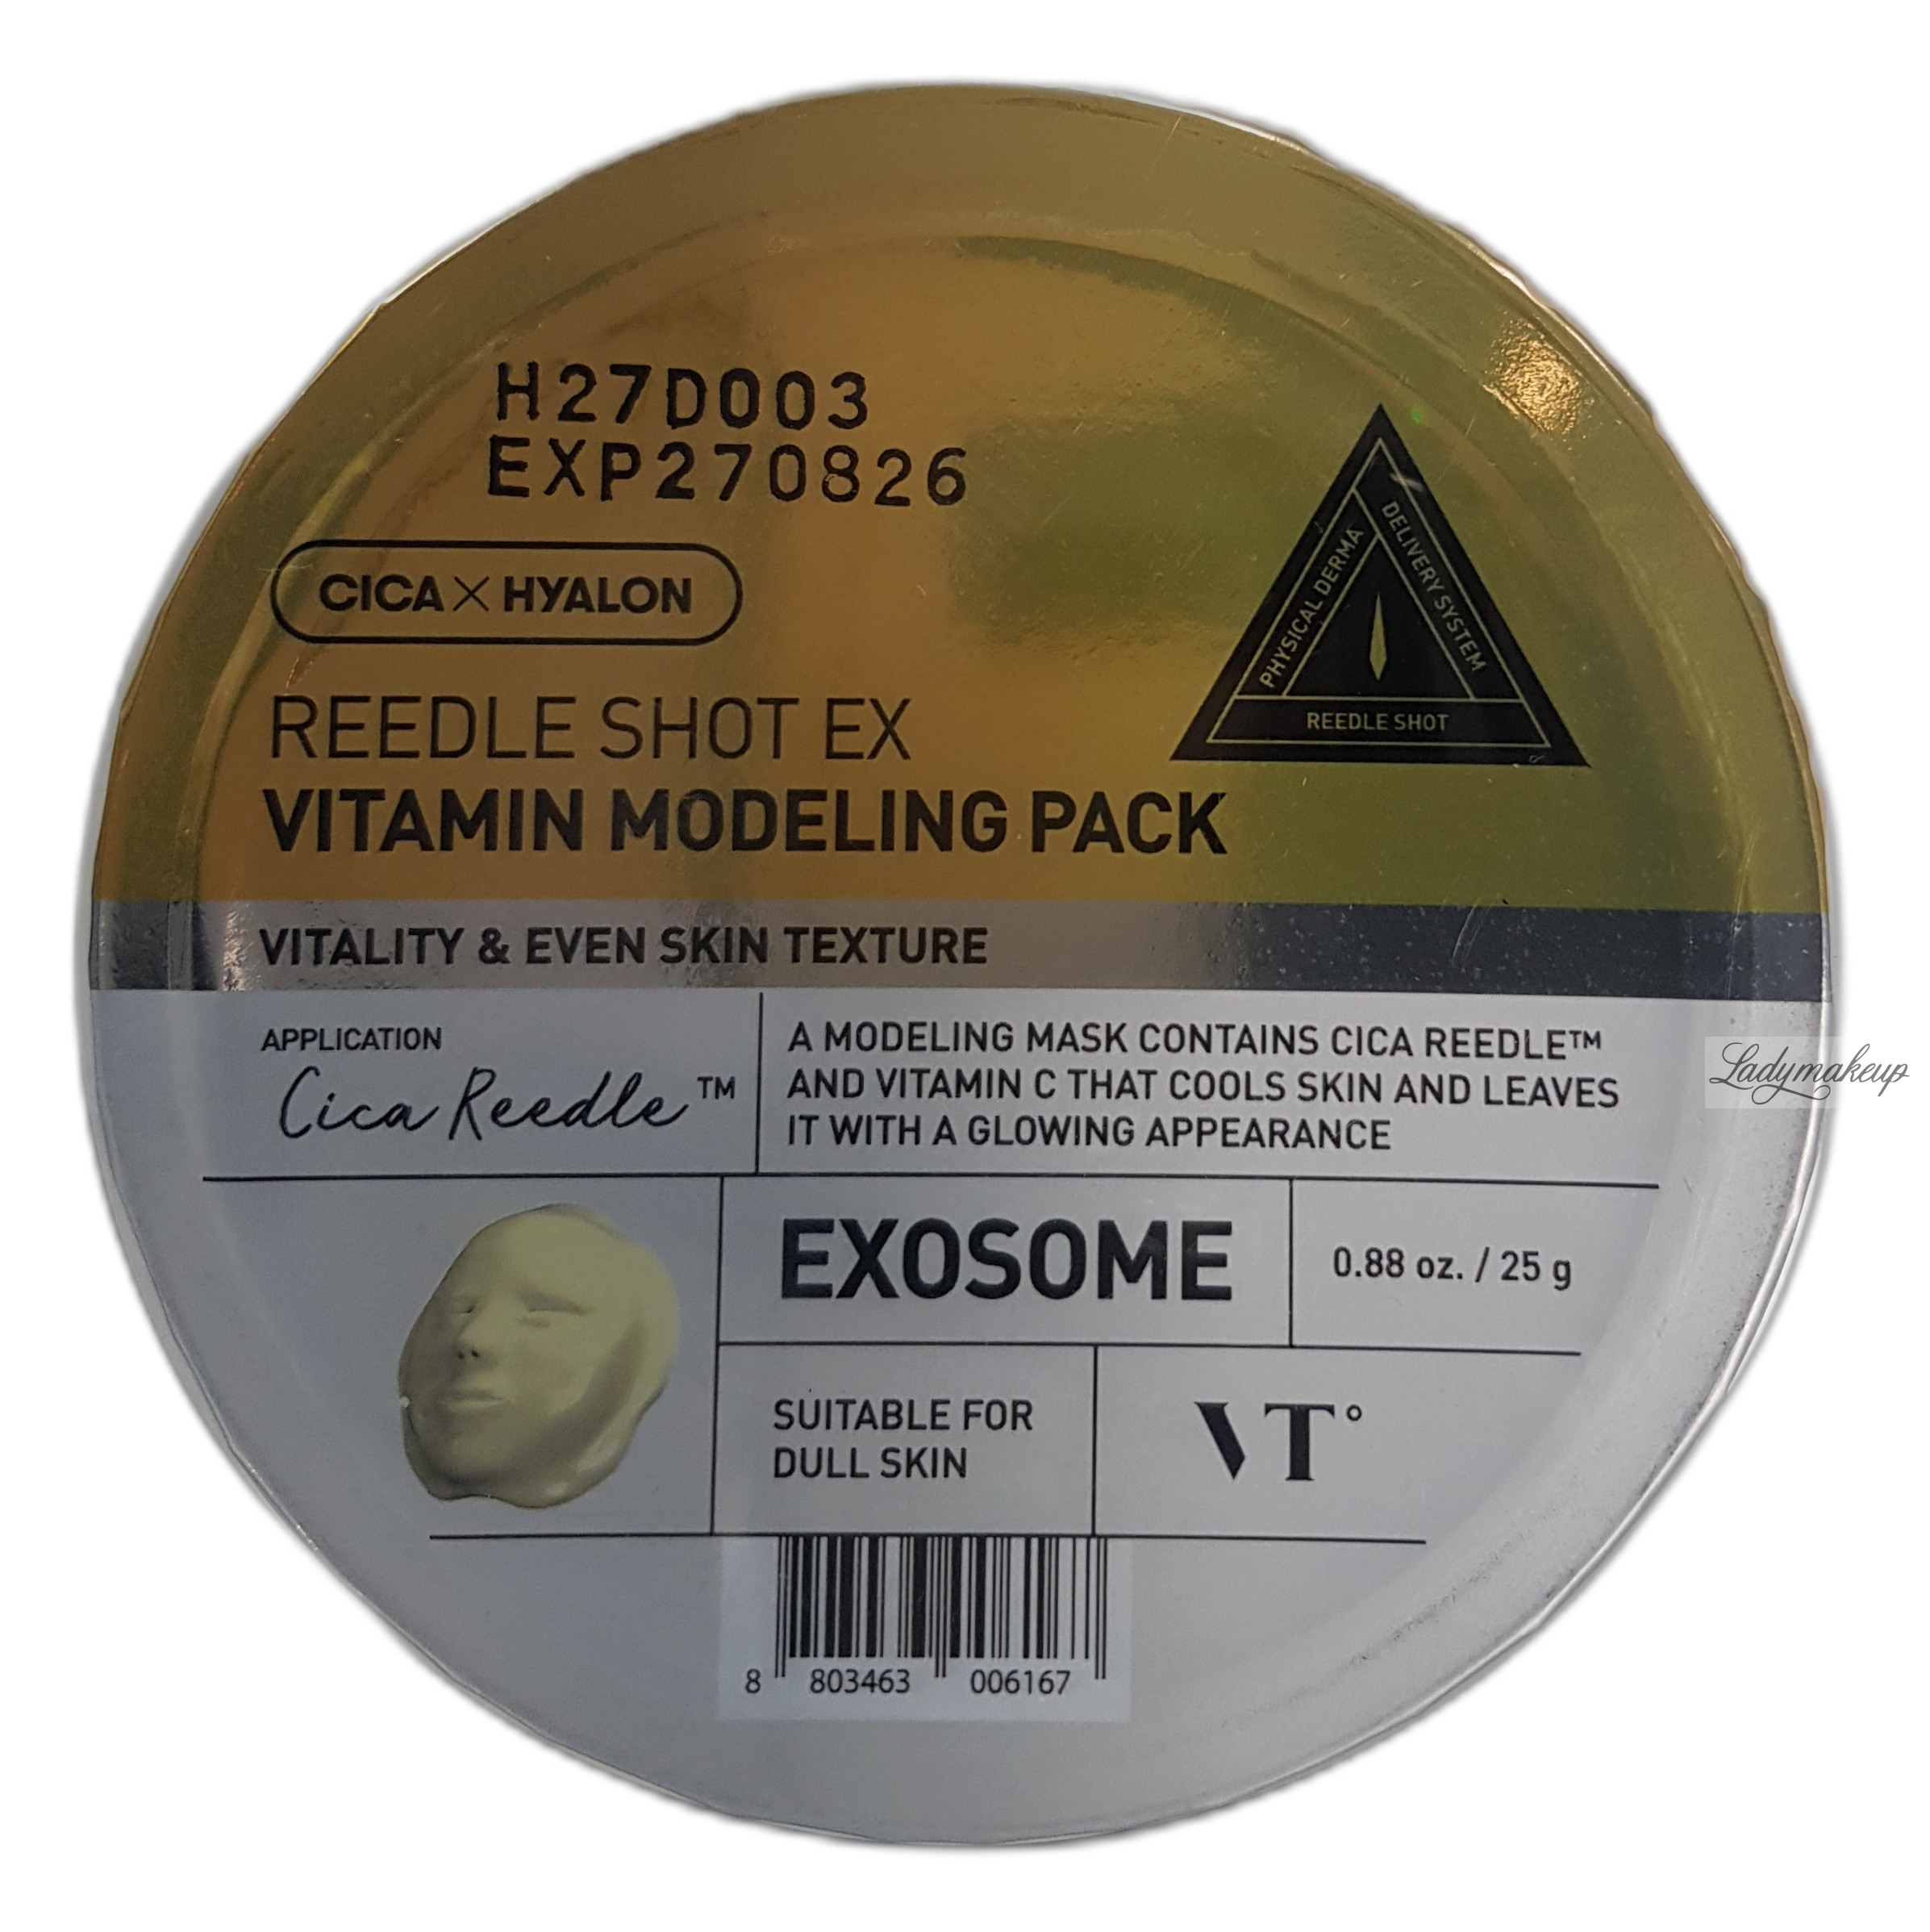 H27D003
EXP270826
CICA X HYALON
PHYSICAL DERMA
DELIVERY SYSTEM
REEDLE SHOT
REEDLE SHOT EX
VITAMIN MODELING PACK
VITALITY & EVEN SKIN TEXTURE
APPLICATION
Cica Reedle™
A MODELING MASK CONTAINS CICA REEDLE™
AND VITAMIN C THAT COOLS SKIN AND LEAVES
IT WITH A GLOWING APPEARANCE
Ladymakeup
EXOSOME
0.88 oz. / 25 g
SUITABLE FOR
DULL SKIN
VT°
8 803463 006167